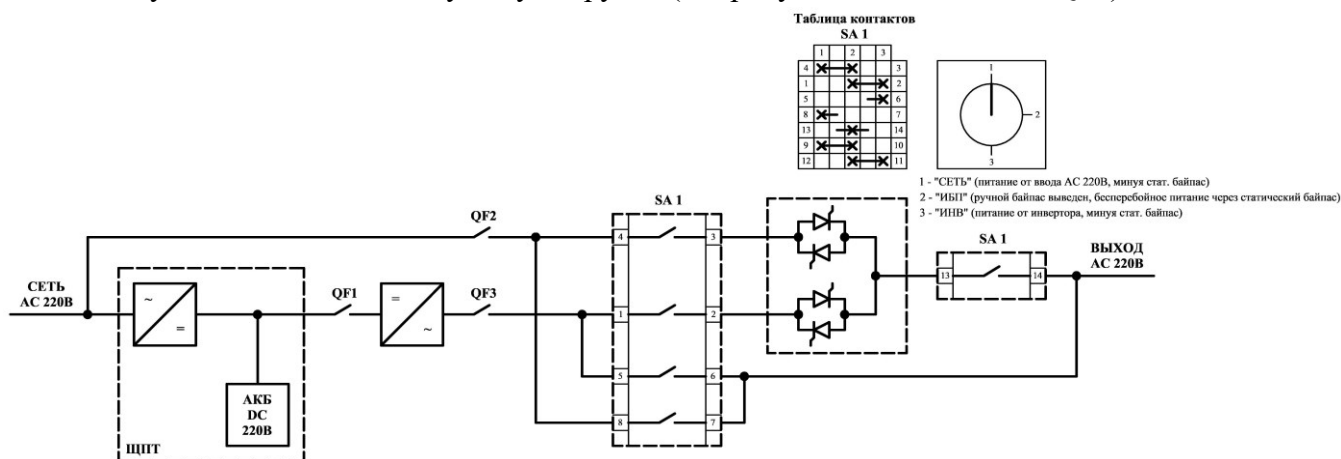 Таблица контактов
SA 1
1 2 3
4 3
1 2
5 6
8 7
13 14
9 10
12 11
1
2
3
1 - "СЕТЬ" (питание от ввода АС 220В, минуя стат. байпас)
2 - "ИБП" (ручной байпас выведен, бесперебойное питание через статический байпас)
3 - "ИНВ" (питание от инвертора, минуя стат. байпас)
SA 1
SA 1
QF2
4 3
13 14
ВЫХОД
АС 220В
СЕТЬ
АС 220В
~
=
QF1
=
~
QF3
1 2
5 6
8 7
АКБ
DC
220В
ЩПТ